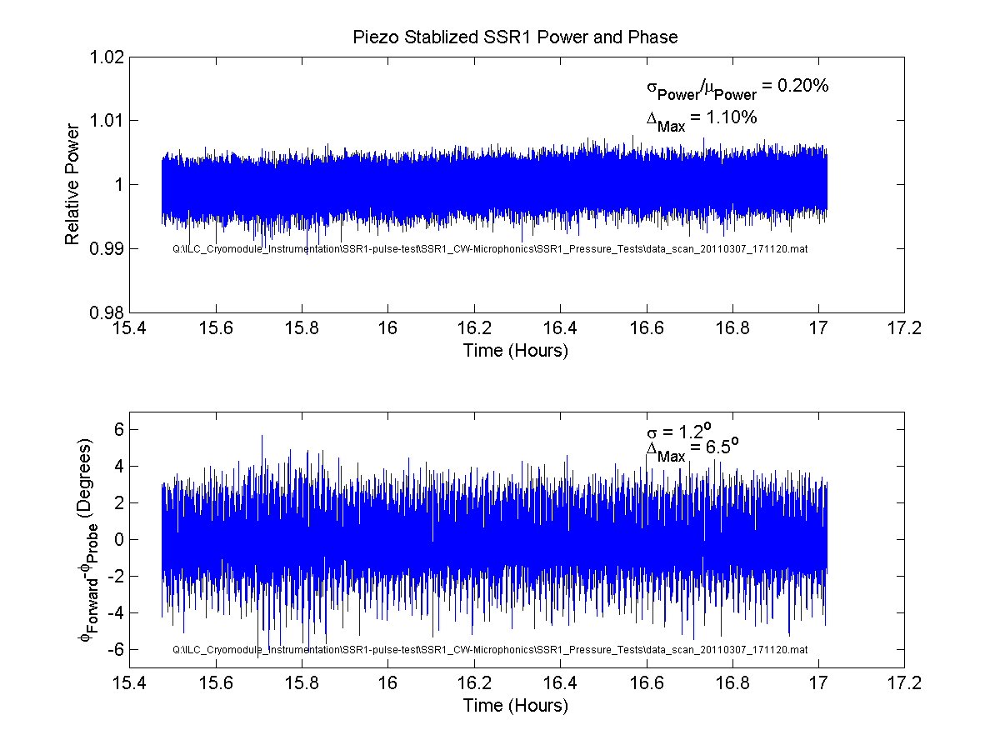 Piezo Stablized SSR1 Power and Phase
1.02
σPower/μPower = 0.20%
ΔMax = 1.10%
1.01
Relative Power
1
0.99
Q:\ILC_Cryomodule_Instrumentation\SSR1-pulse-test\SSR1_CW-Microphonics\SSR1_Pressure_Tests\data_scan_20110307_171120.mat
0.98
15.4 15.6 15.8 16 16.2 16.4 16.6 16.8 17 17.2
Time (Hours)
6
σ = 1.2o
ΔMax = 6.5o
4
2
ϕForward-ϕProbe (Degrees)
0
-2
-4
-6
Q:\ILC_Cryomodule_Instrumentation\SSR1-pulse-test\SSR1_CW-Microphonics\SSR1_Pressure_Tests\data_scan_20110307_171120.mat
15.4 15.6 15.8 16 16.2 16.4 16.6 16.8 17 17.2
Time (Hours)